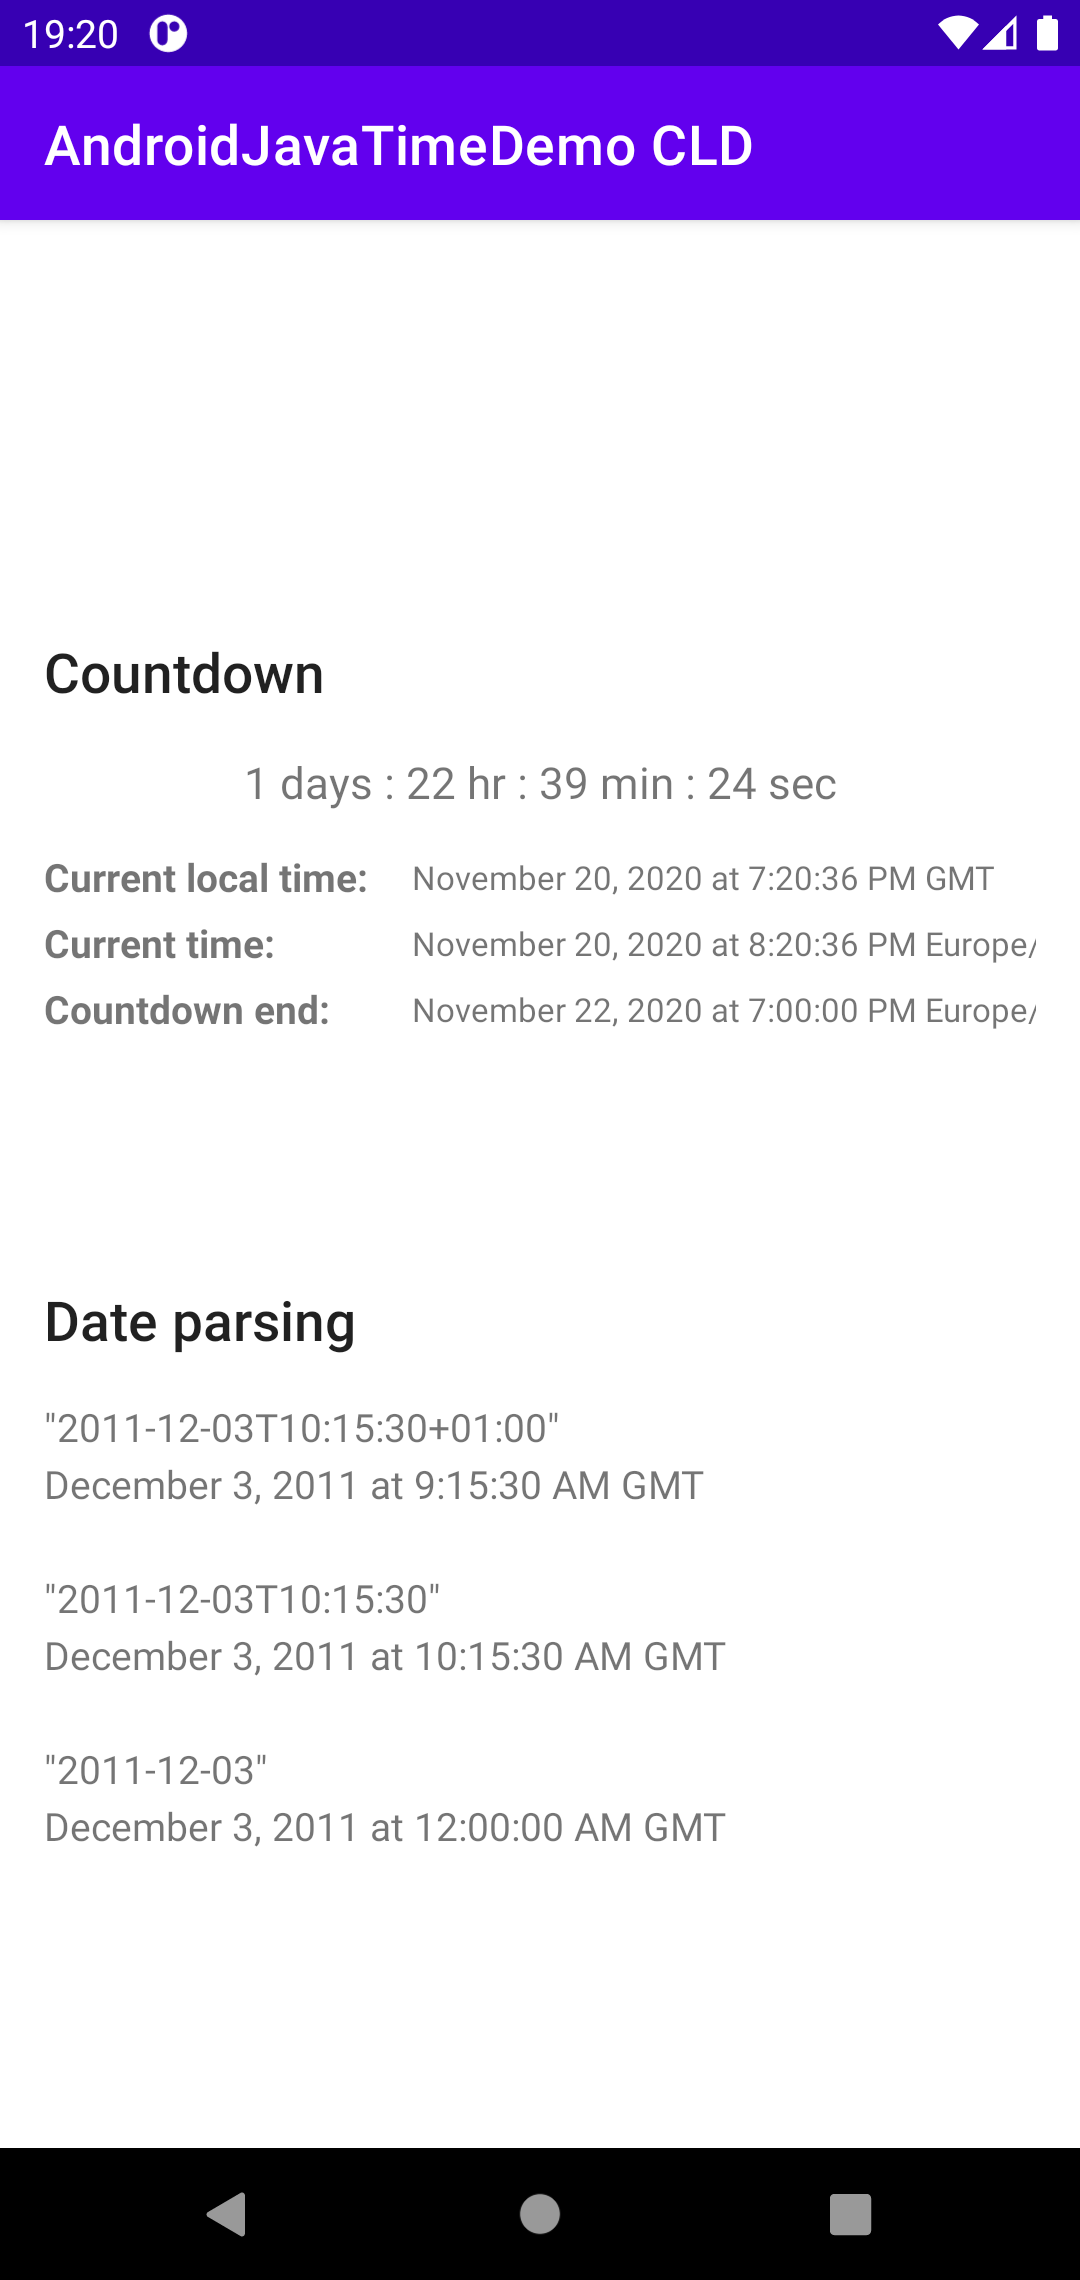 19:20
AndroidJavaTimeDemo CLD
Countdown
1 days : 22 hr : 39 min : 24 sec
Current local time: November 20, 2020 at 7:20:36 PM GMT
Current time: November 20, 2020 at 8:20:36 PM Europe/
Countdown end: November 22, 2020 at 7:00:00 PM Europe/
Date parsing
"2011-12-03T10:15:30+01:00"
December 3, 2011 at 9:15:30 AM GMT
"2011-12-03T10:15:30"
December 3, 2011 at 10:15:30 AM GMT
"2011-12-03"
December 3, 2011 at 12:00:00 AM GMT